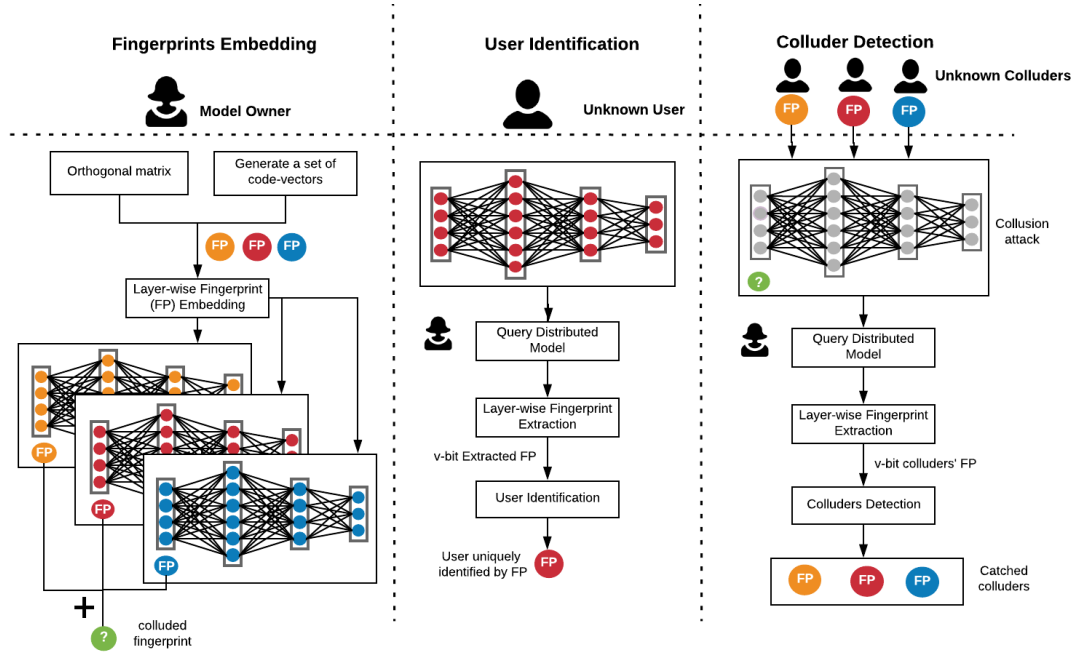 Fingerprints Embedding
Model Owner
Orthogonal matrix
Generate a set of
code-vectors
FP
FP
FP
Layer-wise Fingerprint
(FP) Embedding
FP
FP
FP
+
?
colluded
fingerprint
User Identification
Unknown User
Query Distributed
Model
Layer-wise Fingerprint
Extraction
v-bit Extracted FP
User Identification
User uniquely
identified by FP
FP
Colluder Detection
Unknown Colluders
FP
FP
FP
Collusion
attack
?
Query Distributed
Model
Layer-wise Fingerprint
Extraction
v-bit colluders' FP
Colluders Detection
FP
FP
FP
Catched
colluders